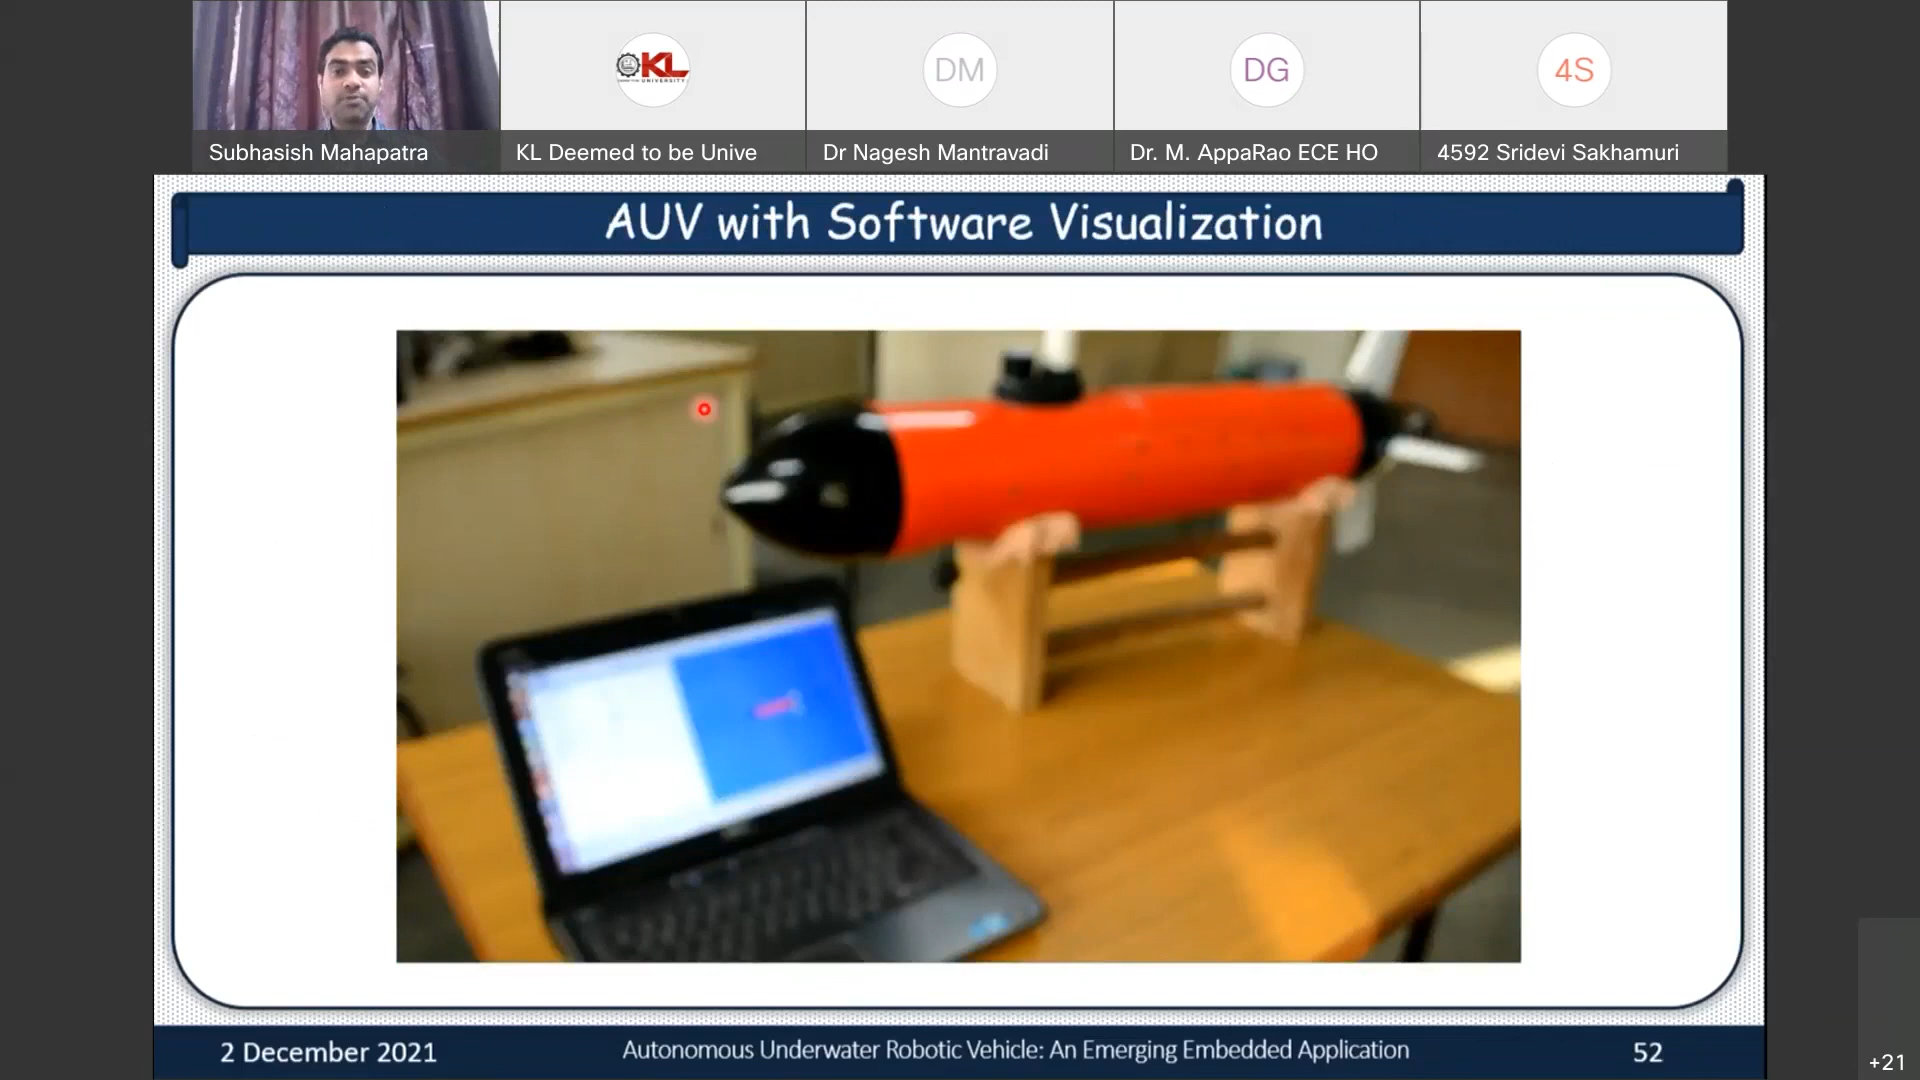 KL
UNIVERSITY
DM
DG
4S
Subhasish Mahapatra
KL Deemed to be Unive
Dr Nagesh Mantravadi
Dr. M. AppaRao ECE HO
4592 Sridevi Sakhamuri
AUV with Software Visualization
2 December 2021
Autonomous Underwater Robotic Vehicle: An Emerging Embedded Application
52
+21